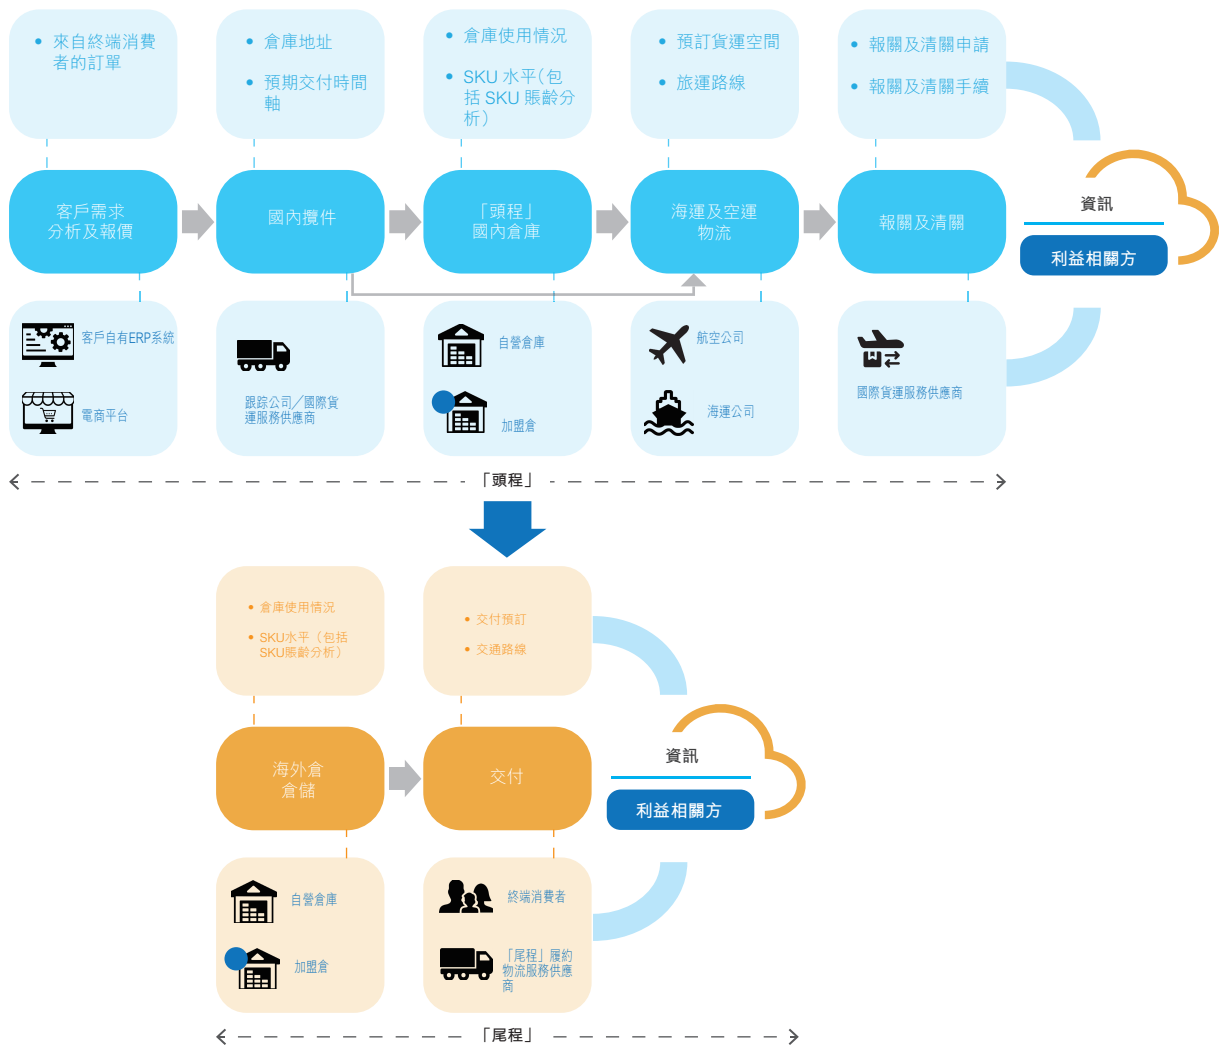 • 來自終端消費
者的訂單
• 倉庫地址
• 預期交付時間
軸
• 倉庫使用情況
• SKU 水平（包
括 SKU 賬齡分
析）
• 預訂貨運空間
• 旅運路線
• 報關及清關申請
• 報關及清關手續
客戶需求
分析及報價
國內攬件
「頭程」
國內倉庫
海運及空運
物流
報關及清關
資訊
利益相關方
客戶自有ERP系統
電商平台
跟踪公司／國際貨
運服務供應商
自營倉庫
加盟倉
航空公司
海運公司
國際貨運服務供應商
「頭程」
• 倉庫使用情況
• SKU水平（包括
SKU賬齡分析）
• 交付預訂
• 交通路線
海外倉
倉儲
交付
資訊
利益相關方
自營倉庫
加盟倉
終端消費者
「尾程」履約
物流服務供應
商
「尾程」